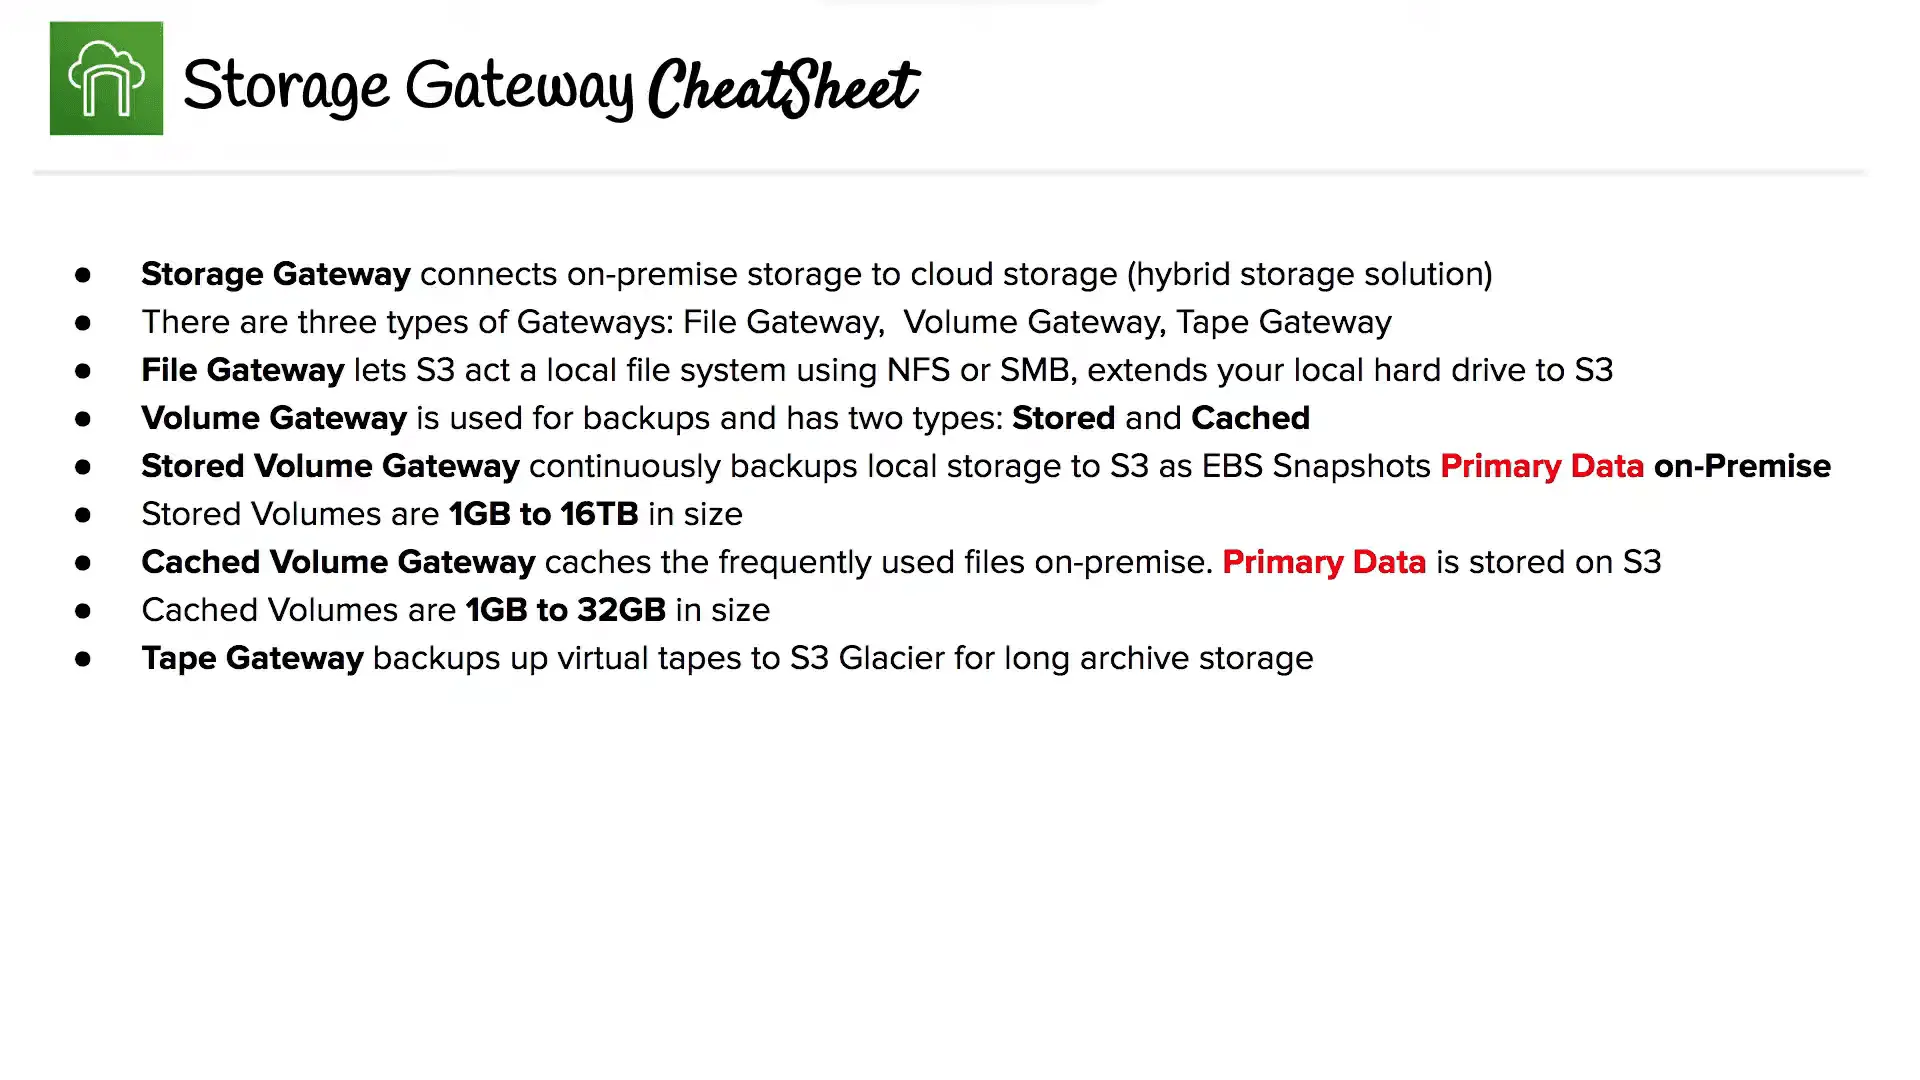 Storage Gateway CheatSheet
● Storage Gateway connects on-premise storage to cloud storage (hybrid storage solution)
● There are three types of Gateways: File Gateway,  Volume Gateway, Tape Gateway
● File Gateway lets S3 act a local file system using NFS or SMB, extends your local hard drive to S3
● Volume Gateway is used for backups and has two types: Stored and Cached
● Stored Volume Gateway continuously backups local storage to S3 as EBS Snapshots Primary Data on-Premise
● Stored Volumes are 1GB to 16TB in size
● Cached Volume Gateway caches the frequently used files on-premise. Primary Data is stored on S3
● Cached Volumes are 1GB to 32GB in size
● Tape Gateway backups up virtual tapes to S3 Glacier for long archive storage